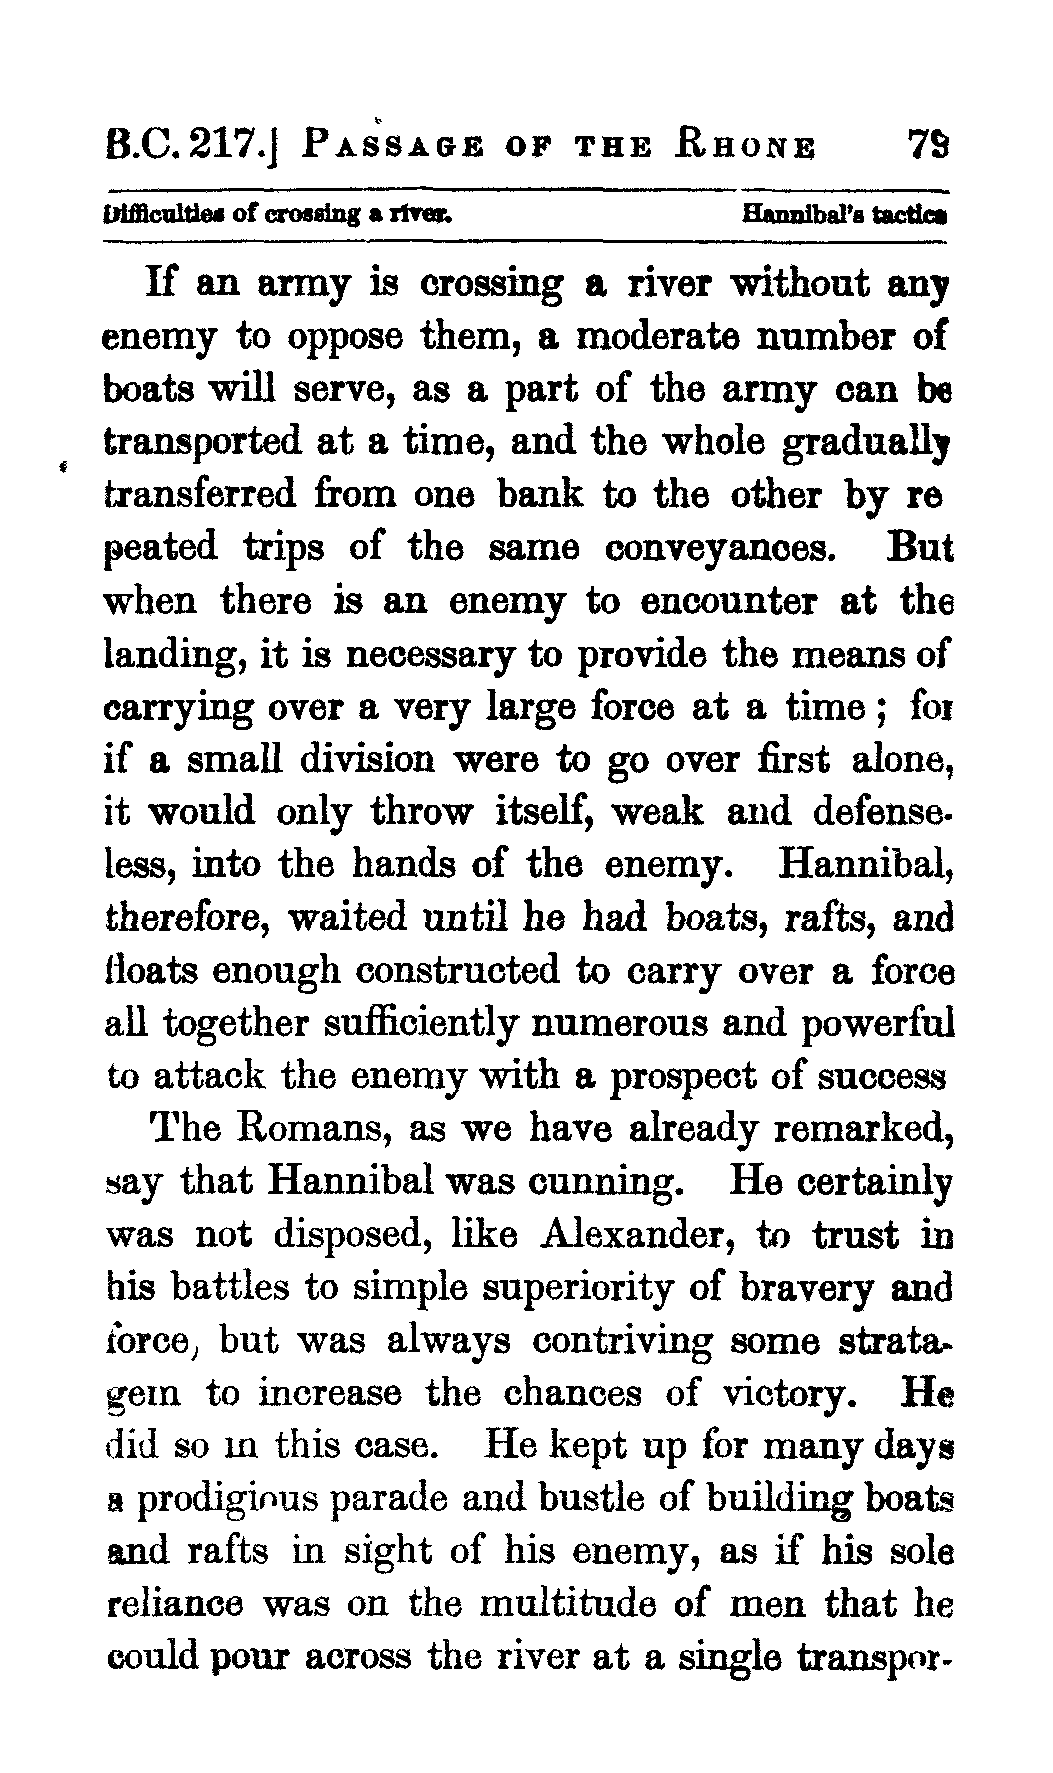 B.C. 217.] PASSAGE OF THE RHONE 79
Difficulties of crossing a river. Hannibal's tactics
If an army is crossing a river without any
enemy to oppose them, a moderate number of
boats will serve, as a part of the army can be
transported at a time, and the whole gradually
transferred from one bank to the other by re
peated trips of the same conveyances. But
when there is an enemy to encounter at the
landing, it is necessary to provide the means of
carrying over a very large force at a time; for
if a small division were to go over first alone,
it would only throw itself, weak and defense-
less, into the hands of the enemy. Hannibal,
therefore, waited until he had boats, rafts, and
floats enough constructed to carry over a force
all together sufficiently numerous and powerful
to attack the enemy with a prospect of success
The Romans, as we have already remarked,
say that Hannibal was cunning. He certainly
was not disposed, like Alexander, to trust in
his battles to simple superiority of bravery and
force, but was always contriving some strata-
gem to increase the chances of victory. He
did so in this case. He kept up for many days
a prodigious parade and bustle of building boats
and rafts in sight of his enemy, as if his sole
reliance was on the multitude of men that he
could pour across the river at a single transpor-